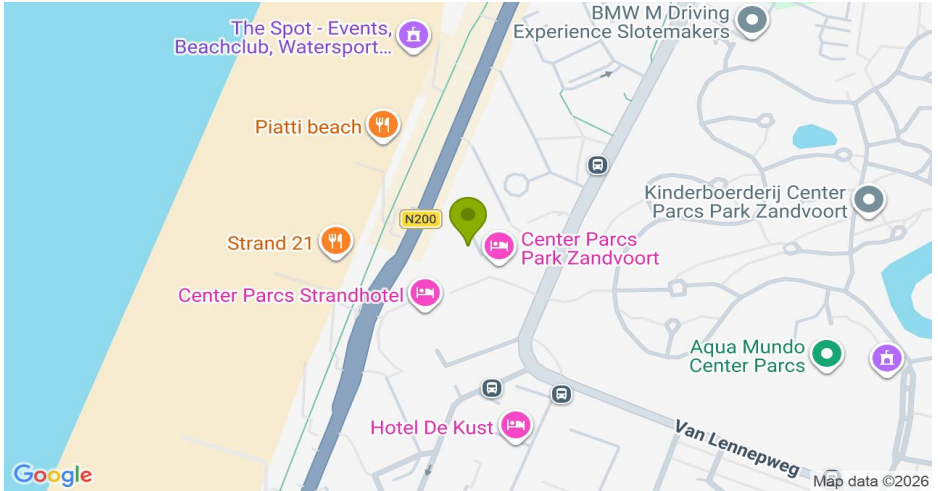 The Spot - Events,
Beachclub, Watersport...
BMW M Driving
Experience Slotemakers
Piatti beach
Kinderboerderij Center
Parcs Park Zandvoort
N200
Strand 21
Center Parcs
Park Zandvoort
Center Parcs Strandhotel
Aqua Mundo
Center Parcs
Hotel De Kust
Van Lennepweg
Google
Map data ©2026